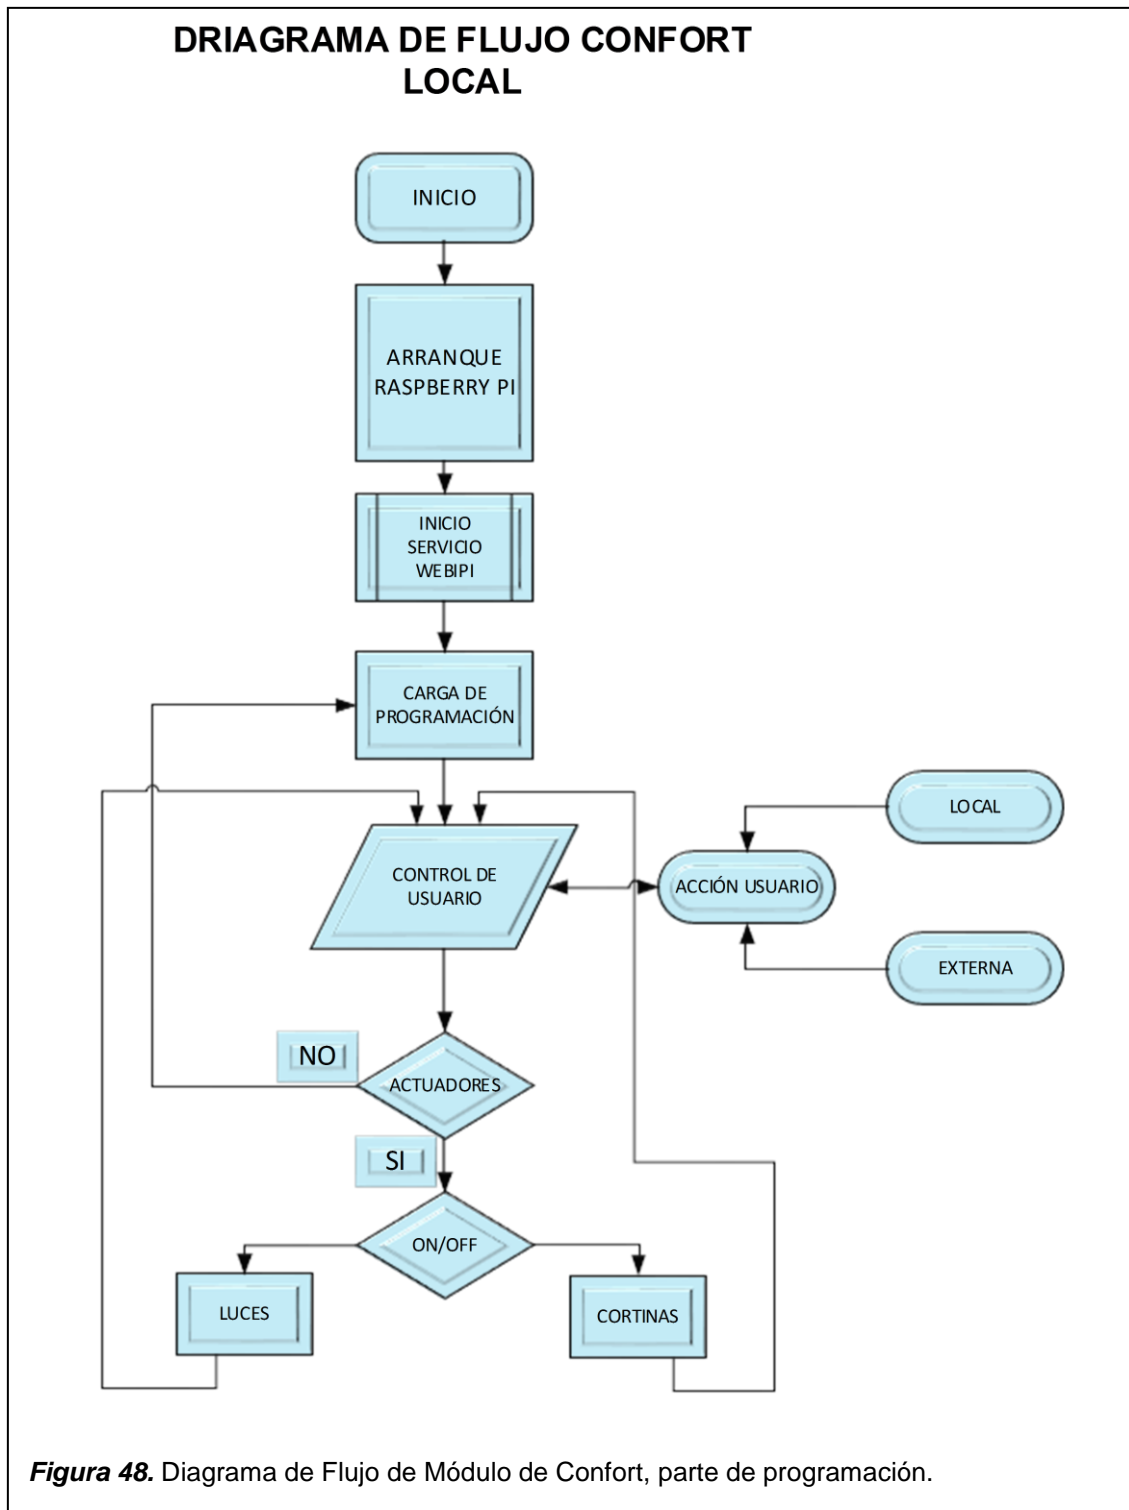 DRIAGRAMA DE FLUJO CONFORT
LOCAL
INICIO
ARRANQUE
RASPBERRY PI
INICIO
SERVICIO
WEBIPI
CARGA DE
PROGRAMACIÓN
LOCAL
CONTROL DE
USUARIO
ACCIÓN USUARIO
EXTERNA
NO
ACTUADORES
SI
ON/OFF
LUCES
CORTINAS
Figura 48. Diagrama de Flujo de Módulo de Confort, parte de programación.